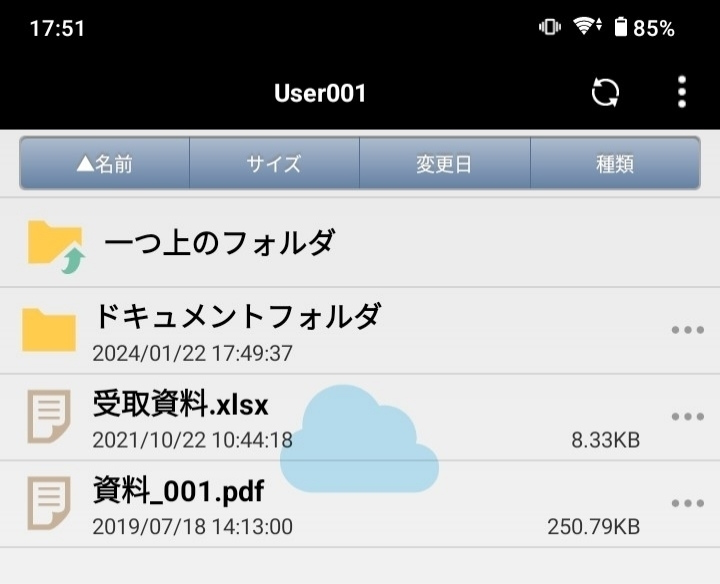 17:51 85%
User001
▲名前 サイズ 変更日 種類
一つ上のフォルダ
ドキュメントフォルダ
2024/01/22 17:49:37
受取資料.xlsx
2021/10/22 10:44:18 8.33KB
資料_001.pdf
2019/07/18 14:13:00 250.79KB